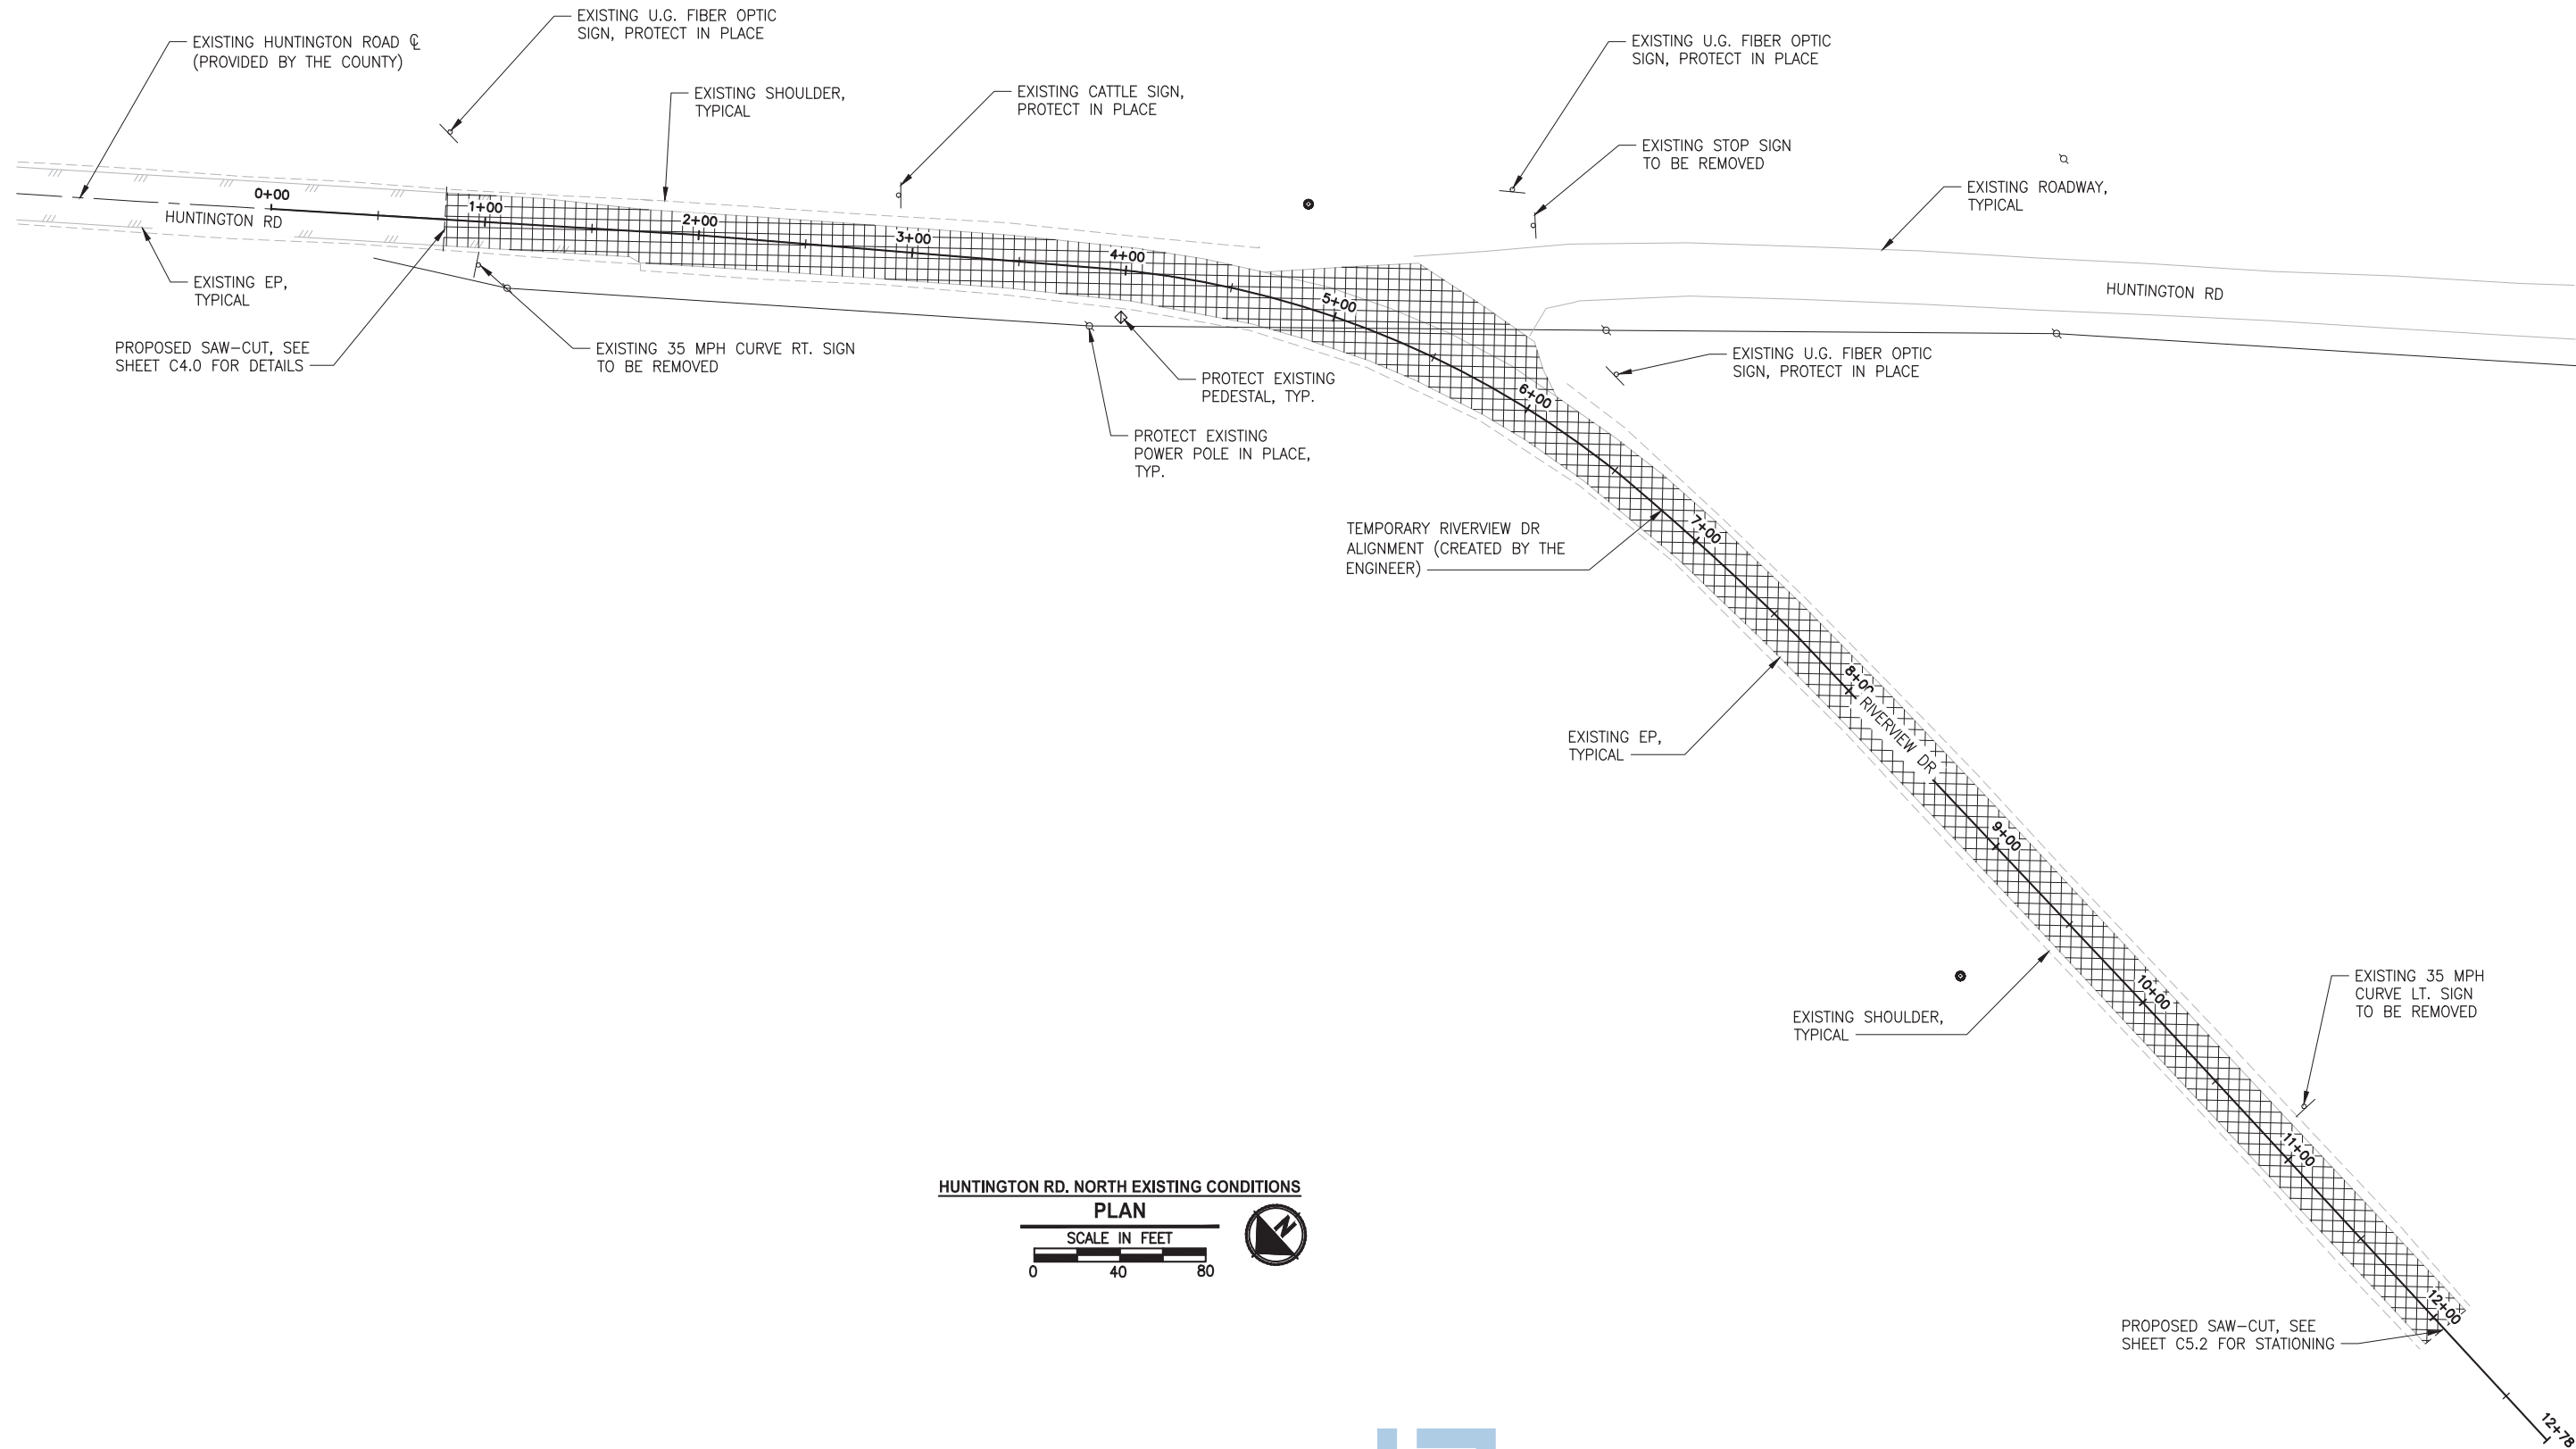 EXISTING U.G. FIBER OPTIC
SIGN, PROTECT IN PLACE
EXISTING HUNTINGTON ROAD ℄
(PROVIDED BY THE COUNTY)
EXISTING U.G. FIBER OPTIC
SIGN, PROTECT IN PLACE
EXISTING SHOULDER,
TYPICAL
EXISTING CATTLE SIGN,
PROTECT IN PLACE
EXISTING STOP SIGN
TO BE REMOVED
EXISTING ROADWAY,
TYPICAL
0+00
HUNTINGTON RD
1+00
2+00
3+00
4+00
5+00
6+00
7+00
8+00
RIVERVIEW DR
9+00
10+00
11+00
12+00
12+78
HUNTINGTON RD
EXISTING EP,
TYPICAL
PROPOSED SAW-CUT, SEE
SHEET C4.0 FOR DETAILS
EXISTING 35 MPH CURVE RT. SIGN
TO BE REMOVED
EXISTING U.G. FIBER OPTIC
SIGN, PROTECT IN PLACE
PROTECT EXISTING
PEDESTAL, TYP.
PROTECT EXISTING
POWER POLE IN PLACE,
TYP.
TEMPORARY RIVERVIEW DR
ALIGNMENT (CREATED BY THE
ENGINEER)
EXISTING EP,
TYPICAL
EXISTING SHOULDER,
TYPICAL
EXISTING 35 MPH
CURVE LT. SIGN
TO BE REMOVED
HUNTINGTON RD. NORTH EXISTING CONDITIONS
PLAN
SCALE IN FEET
0 40 80
N
PROPOSED SAW-CUT, SEE
SHEET C5.2 FOR STATIONING